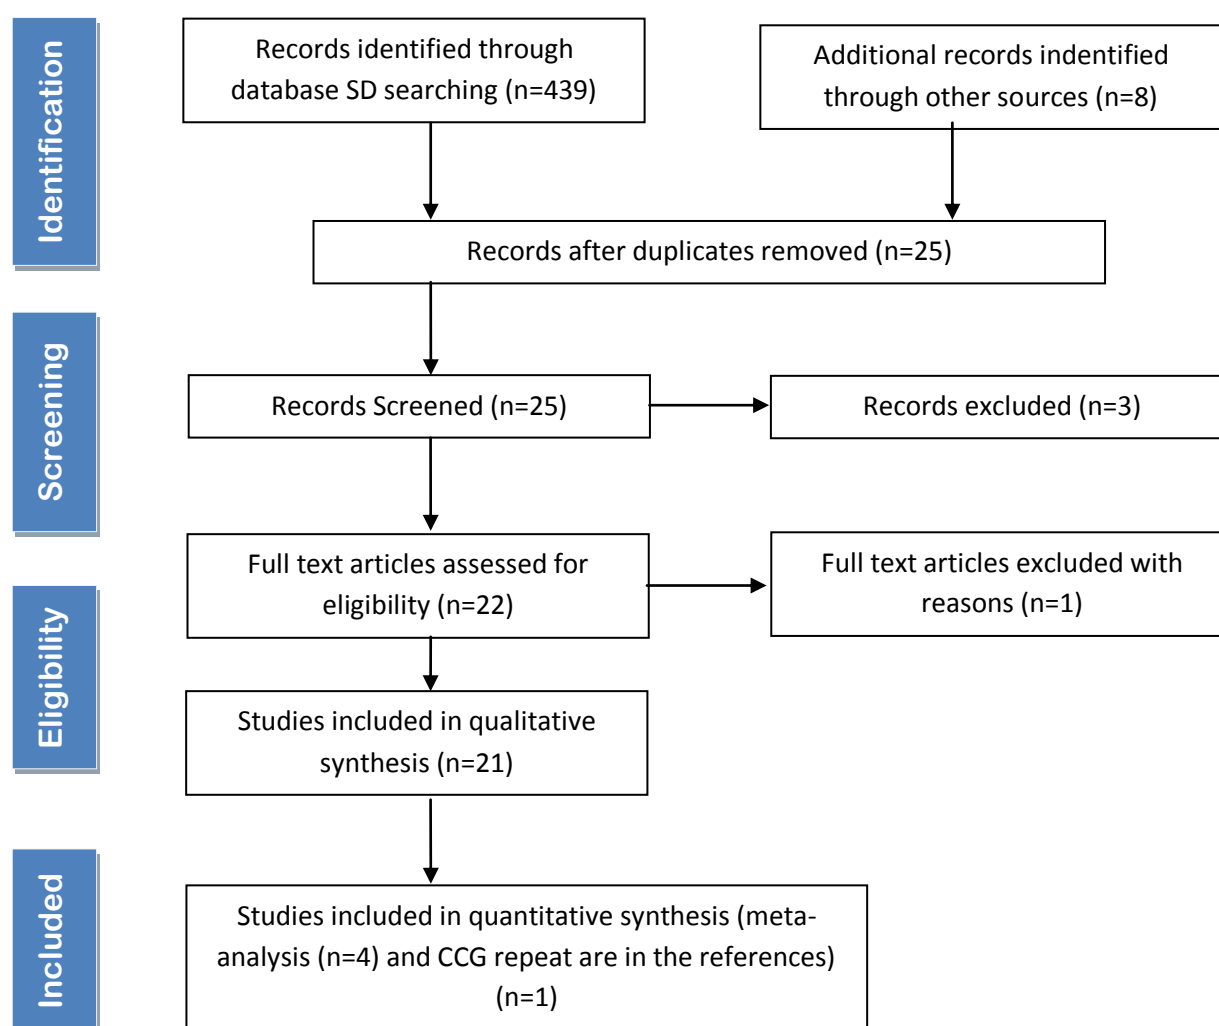 Identification
Records identified through
database SD searching (n=439)
Additional records indentified
through other sources (n=8)
Records after duplicates removed (n=25)
Screening
Records Screened (n=25)
Records excluded (n=3)
Eligibility
Full text articles assessed for
eligibility (n=22)
Full text articles excluded with
reasons (n=1)
Studies included in qualitative
synthesis (n=21)
Included
Studies included in quantitative synthesis (meta-
analysis (n=4) and CCG repeat are in the references)
(n=1)